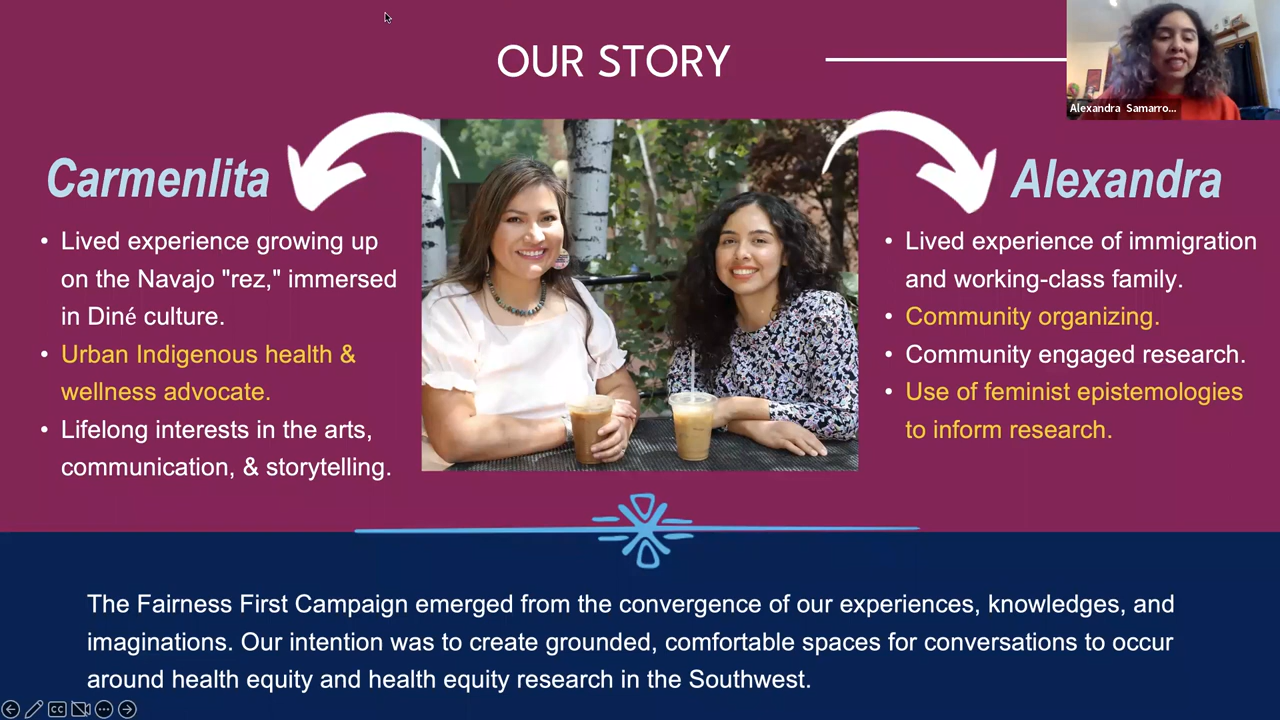 OUR STORY
Alexandra Samarro...
Carmenlita
• Lived experience growing up
on the Navajo "rez," immersed
in Diné culture.
• Urban Indigenous health &
wellness advocate.
• Lifelong interests in the arts,
communication, & storytelling.
Alexandra
• Lived experience of immigration
and working-class family.
• Community organizing.
• Community engaged research.
• Use of feminist epistemologies
to inform research.
The Fairness First Campaign emerged from the convergence of our experiences, knowledges, and
imaginations. Our intention was to create grounded, comfortable spaces for conversations to occur
around health equity and health equity research in the Southwest.
CC